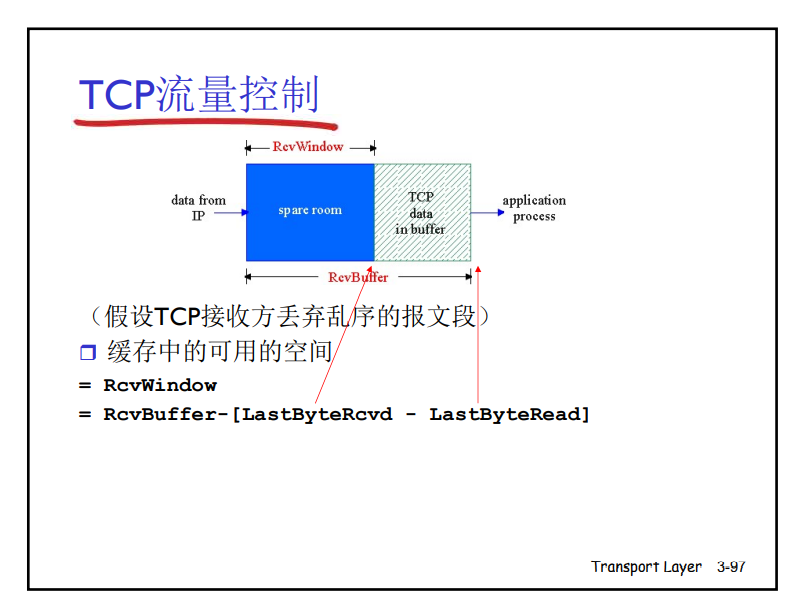 TCP流量控制
RcvWindow
data from
IP
spare room
TCP
data
in buffer
application
process
RcvBuffer
（假设TCP接收方丢弃乱序的报文段）
缓存中的可用的空间
= RcvWindow
= RcvBuffer-[LastByteRcvd - LastByteRead]
Transport Layer 3-97